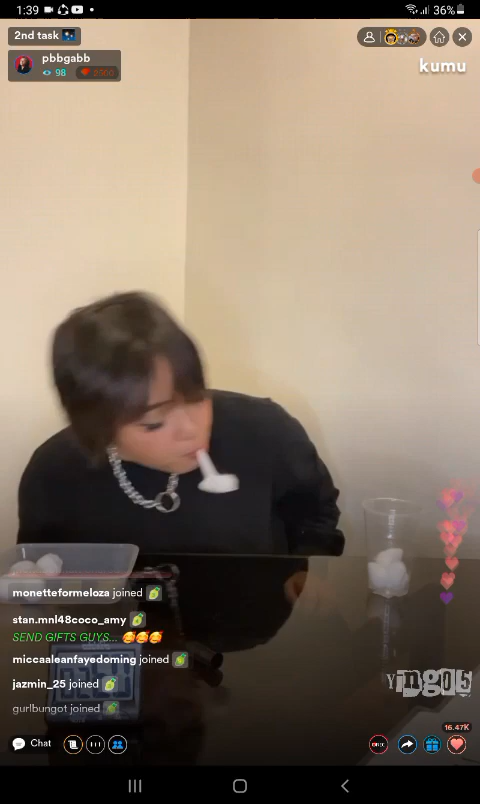 1:39
36%
2nd task
pbbgabb
98
kumu
monetteformeloza joined
stan.mnl48coco_amy
SEND GIFTS GUYS...
miccaaleanfayedoming joined
jazmin_25 joined
gurlbungot joined
YingO5
16.47K
Chat